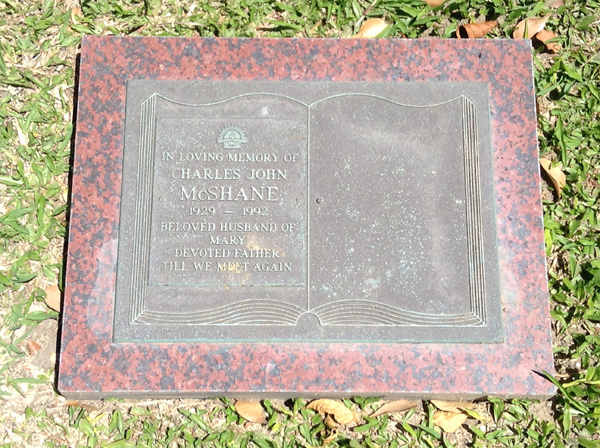 IN LOVING MEMORY OF
CHARLES JOHN
McSHANE
1929 — 1992
BELOVED HUSBAND OF
MARY
DEVOTED FATHER
TILL WE MEET AGAIN